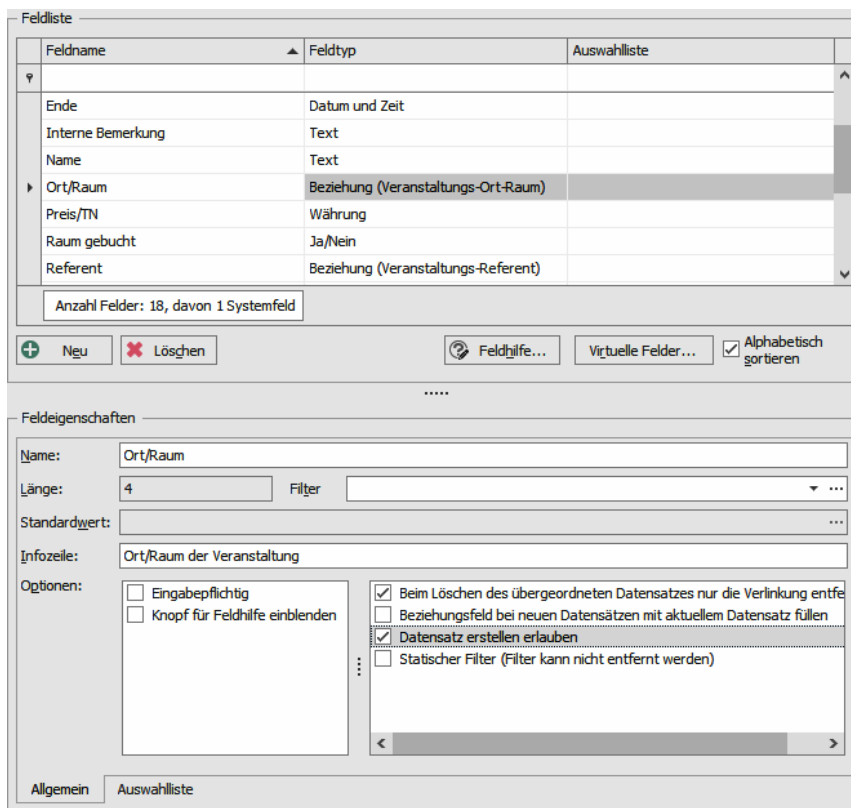 Feldliste
Feldname Feldtyp Auswahlliste
Ende Datum und Zeit
Interne Bemerkung Text
Name Text
Ort/Raum Beziehung (Veranstaltungs-Ort-Raum)
Preis/TN Währung
Raum gebucht Ja/Nein
Referent Beziehung (Veranstaltungs-Referent)
Anzahl Felder: 18, davon 1 Systemfeld
Neu Löschen Feldhilfe... Virtuelle Felder... Alphabetisch
sortieren
Feldeigenschaften
Name: Ort/Raum
Länge: 4 Filter
Standardwert:
Infozeile: Ort/Raum der Veranstaltung
Optionen: Eingabepflichtig Beim Löschen des übergeordneten Datensatzes nur die Verlinkung entfe
Knopf für Feldhilfe einblenden Beziehungsfeld bei neuen Datensätzen mit aktuellem Datensatz füllen
Datensatz erstellen erlauben
Statischer Filter (Filter kann nicht entfernt werden)
Allgemein Auswahlliste